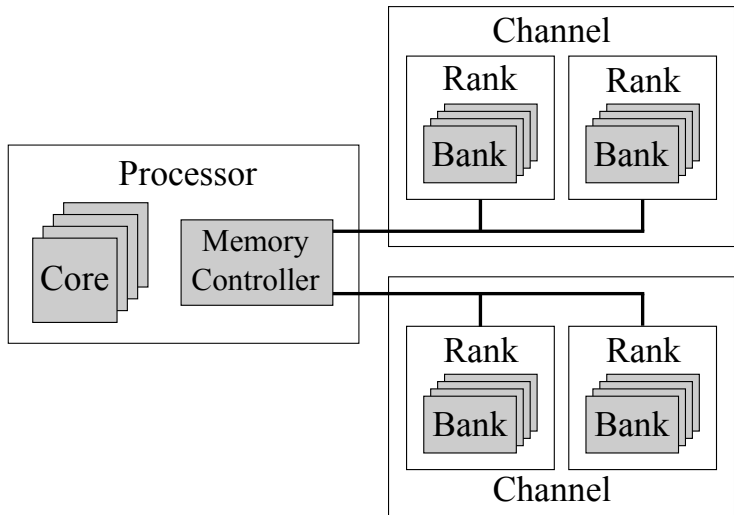 Channel
Rank
Rank
Bank
Bank
Processor
Core
Memory
Controller
Rank
Rank
Bank
Bank
Channel